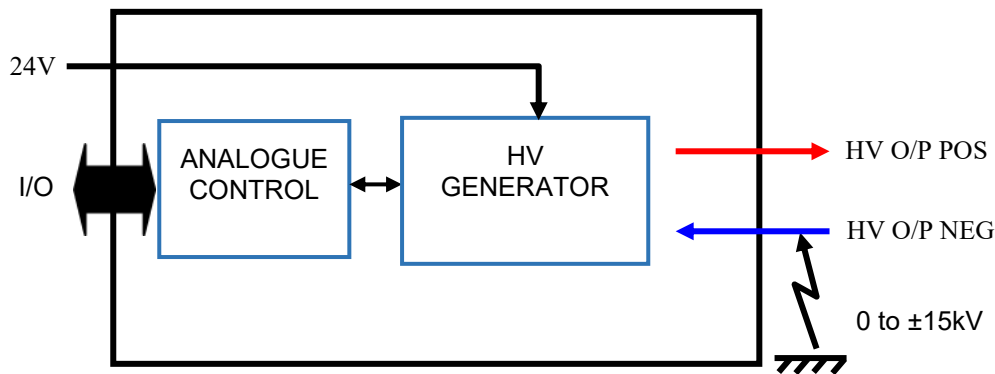 24V
I/O
ANALOGUE
CONTROL
HV
GENERATOR
HV O/P POS
HV O/P NEG
0 to ±15kV